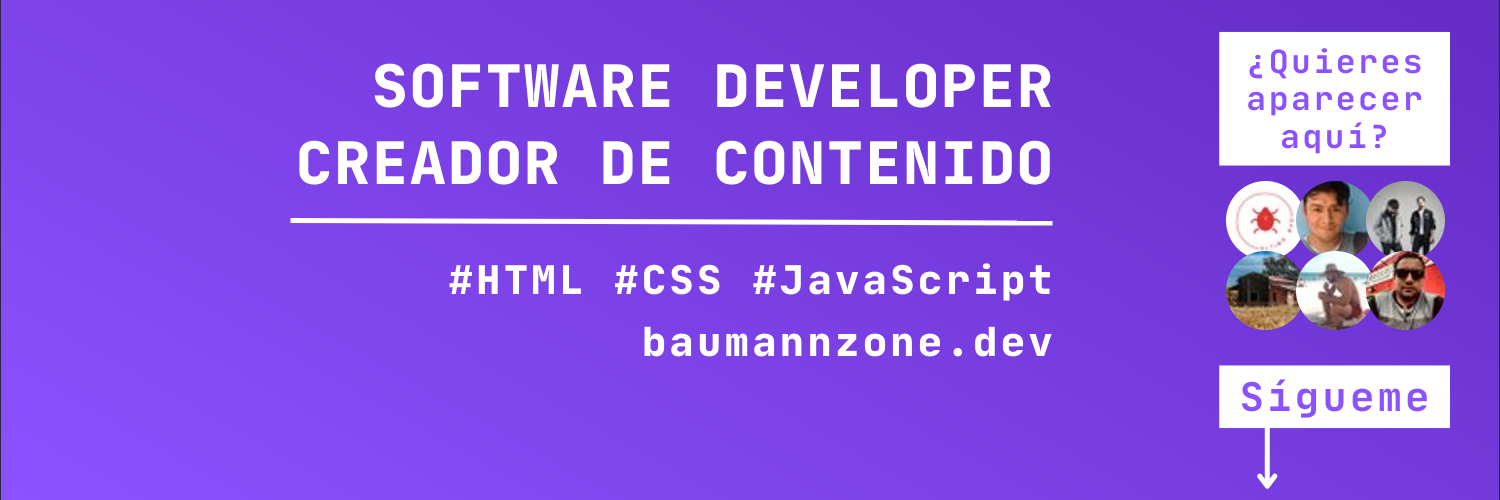 SOFTWARE DEVELOPER
CREADOR DE CONTENIDO
#HTML #CSS #JavaScript
baumannzone.dev
¿Quieres
aparecer
aquí?
Sígueme